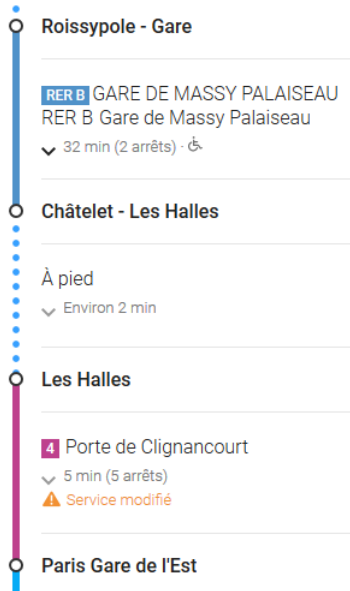 Roissypole - Gare
RER B GARE DE MASSY PALAISEAU
RER B Gare de Massy Palaiseau
32 min (2 arrêts) ·
Châtelet - Les Halles
À pied
Environ 2 min
Les Halles
4 Porte de Clignancourt
5 min (5 arrêts)
Service modifié
Paris Gare de l'Est